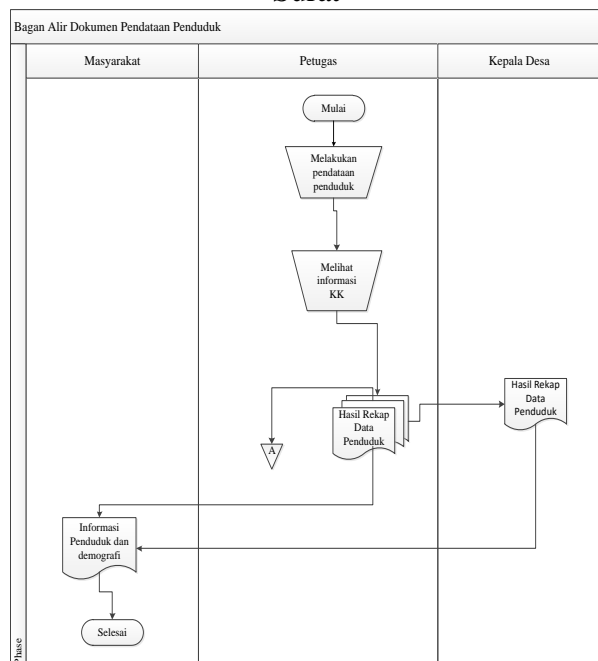 Surat
Bagan Alir Dokumen Pendataan Penduduk
Masyarakat
Petugas
Kepala Desa
Mulai
Melakukan
pendataan
penduduk
Melihat
informasi
KK
Hasil Rekap
Data
Penduduk
Hasil Rekap
Data
Penduduk
A
Informasi
Penduduk dan
demografi
Selesai
Phase